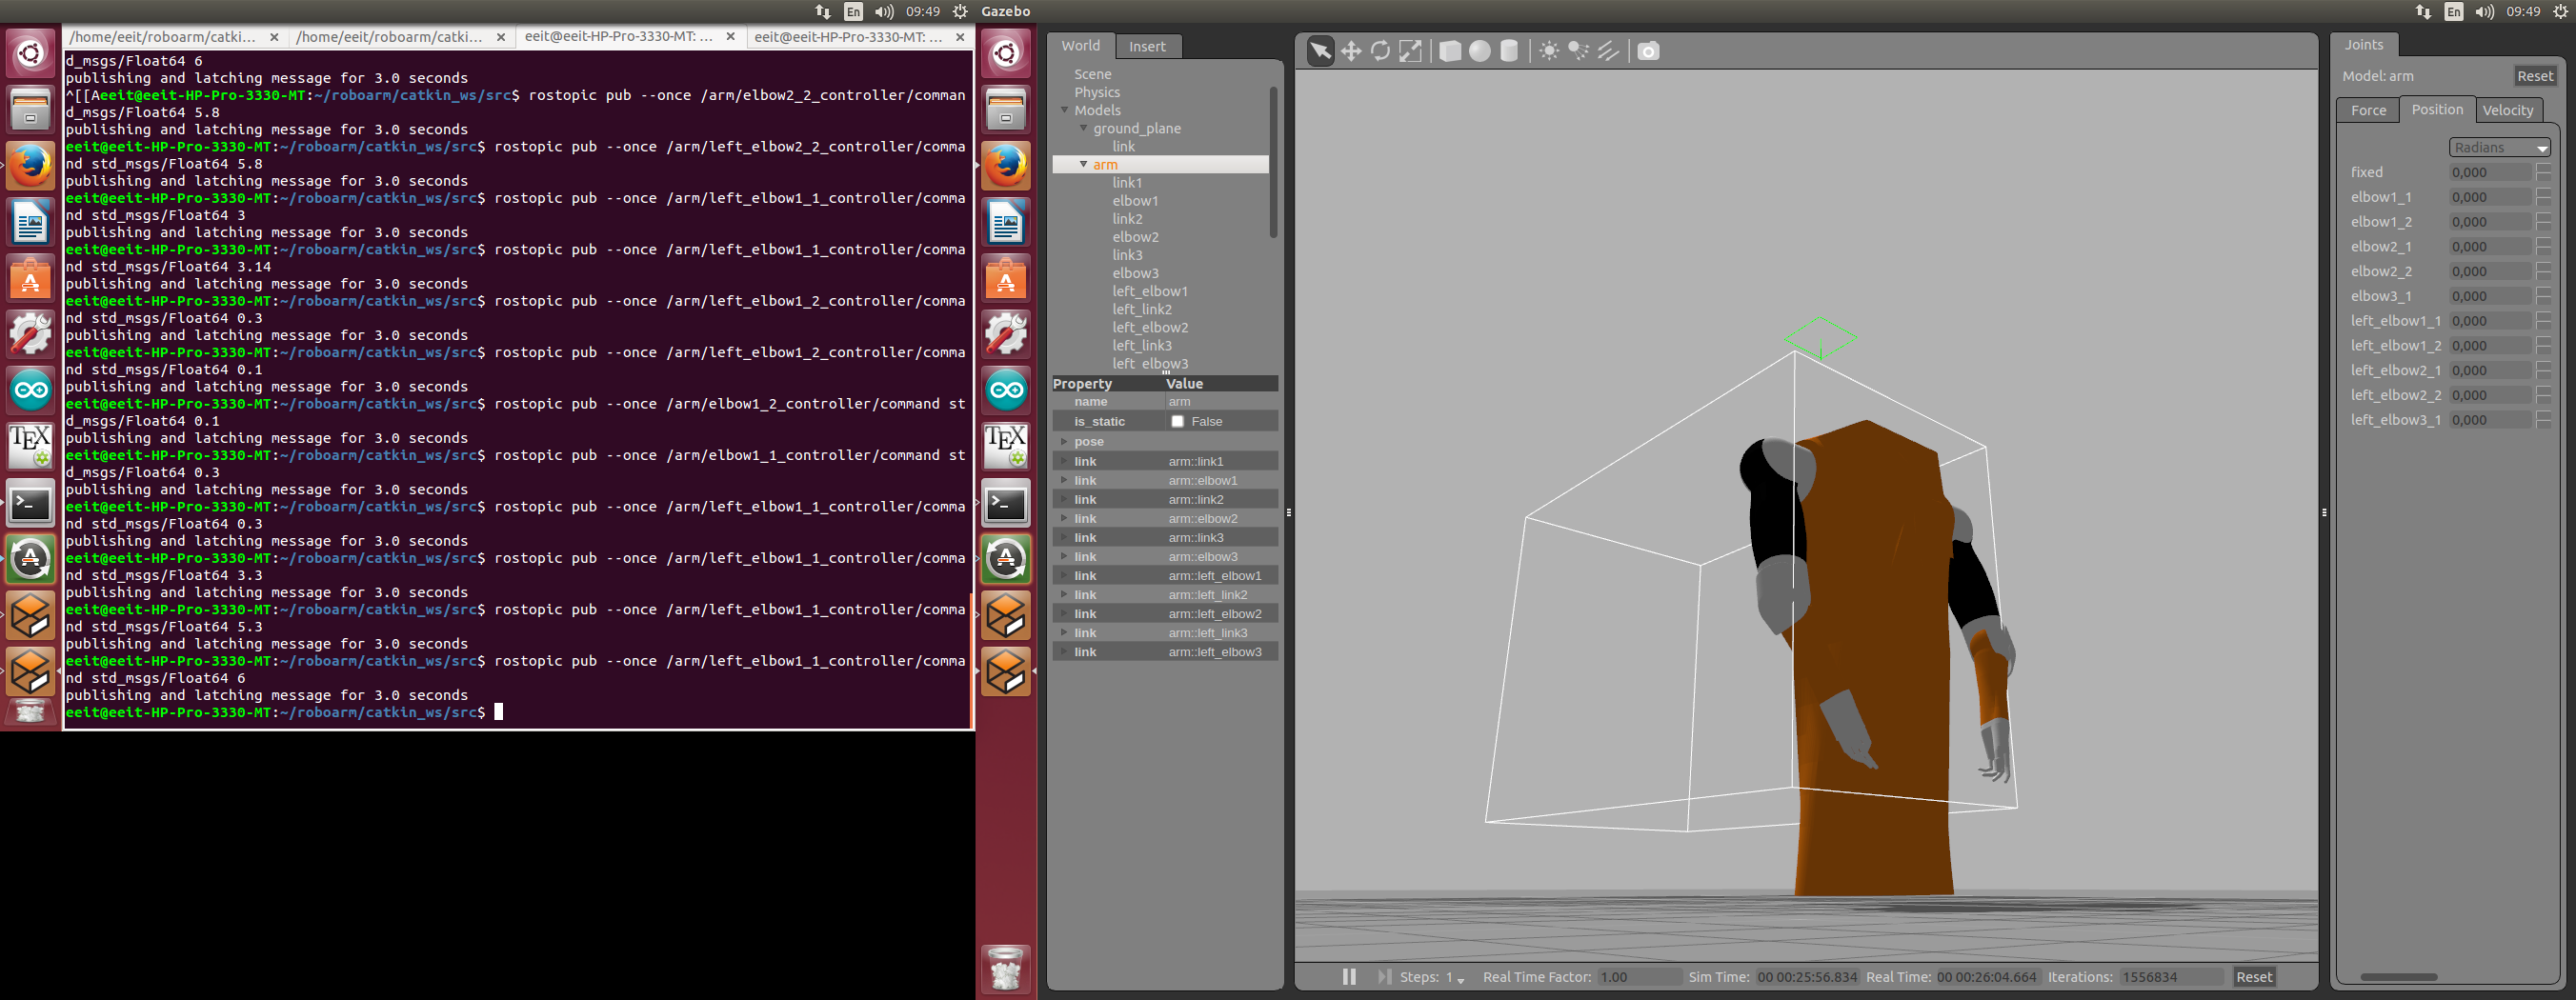 En
09:49
Gazebo
En
09:49
/home/eeit/roboarm/catki...
/home/eeit/roboarm/catki...
eeit@eeit-HP-Pro-3330-MT: ...
eeit@eeit-HP-Pro-3330-MT: ...
d_msgs/Float64 6
publishing and latching message for 3.0 seconds
^[[Aeeit@eeit-HP-Pro-3330-MT:~/roboarm/catkin_ws/src$ rostopic pub --once /arm/elbow2_2_controller/comman
d_msgs/Float64 5.8
publishing and latching message for 3.0 seconds
eeit@eeit-HP-Pro-3330-MT:~/roboarm/catkin_ws/src$ rostopic pub --once /arm/left_elbow2_2_controller/comma
nd std_msgs/Float64 5.8
publishing and latching message for 3.0 seconds
eeit@eeit-HP-Pro-3330-MT:~/roboarm/catkin_ws/src$ rostopic pub --once /arm/left_elbow1_1_controller/comma
nd std_msgs/Float64 3
publishing and latching message for 3.0 seconds
eeit@eeit-HP-Pro-3330-MT:~/roboarm/catkin_ws/src$ rostopic pub --once /arm/left_elbow1_1_controller/comma
nd std_msgs/Float64 3.14
publishing and latching message for 3.0 seconds
eeit@eeit-HP-Pro-3330-MT:~/roboarm/catkin_ws/src$ rostopic pub --once /arm/left_elbow1_2_controller/comma
nd std_msgs/Float64 0.3
publishing and latching message for 3.0 seconds
eeit@eeit-HP-Pro-3330-MT:~/roboarm/catkin_ws/src$ rostopic pub --once /arm/left_elbow1_2_controller/comma
nd std_msgs/Float64 0.1
publishing and latching message for 3.0 seconds
eeit@eeit-HP-Pro-3330-MT:~/roboarm/catkin_ws/src$ rostopic pub --once /arm/elbow1_2_controller/command st
d_msgs/Float64 0.1
publishing and latching message for 3.0 seconds
eeit@eeit-HP-Pro-3330-MT:~/roboarm/catkin_ws/src$ rostopic pub --once /arm/elbow1_1_controller/command st
d_msgs/Float64 0.3
publishing and latching message for 3.0 seconds
eeit@eeit-HP-Pro-3330-MT:~/roboarm/catkin_ws/src$ rostopic pub --once /arm/left_elbow1_1_controller/comma
nd std_msgs/Float64 0.3
publishing and latching message for 3.0 seconds
eeit@eeit-HP-Pro-3330-MT:~/roboarm/catkin_ws/src$ rostopic pub --once /arm/left_elbow1_1_controller/comma
nd std_msgs/Float64 3.3
publishing and latching message for 3.0 seconds
eeit@eeit-HP-Pro-3330-MT:~/roboarm/catkin_ws/src$ rostopic pub --once /arm/left_elbow1_1_controller/comma
nd std_msgs/Float64 5.3
publishing and latching message for 3.0 seconds
eeit@eeit-HP-Pro-3330-MT:~/roboarm/catkin_ws/src$ rostopic pub --once /arm/left_elbow1_1_controller/comma
nd std_msgs/Float64 6
publishing and latching message for 3.0 seconds
eeit@eeit-HP-Pro-3330-MT:~/roboarm/catkin_ws/src$
TEX
TEX
World
Insert
Scene
Physics
Models
ground_plane
link
arm
link1
elbow1
link2
elbow2
link3
elbow3
left_elbow1
left_link2
left_elbow2
left_link3
left_elbow3
Property Value
name arm
is_static False
pose
link arm::link1
link arm::elbow1
link arm::link2
link arm::elbow2
link arm::link3
link arm::elbow3
link arm::left_elbow1
link arm::left_link2
link arm::left_elbow2
link arm::left_link3
link arm::left_elbow3
Steps: 1
Real Time Factor: 1.00
Sim Time: 00 00:25:56.834
Real Time: 00 00:26:04.664
Iterations: 1556834
Reset
Joints
Model: arm
Reset
Force
Position
Velocity
Radians
fixed 0,000
elbow1_1 0,000
elbow1_2 0,000
elbow2_1 0,000
elbow2_2 0,000
elbow3_1 0,000
left_elbow1_1 0,000
left_elbow1_2 0,000
left_elbow2_1 0,000
left_elbow2_2 0,000
left_elbow3_1 0,000